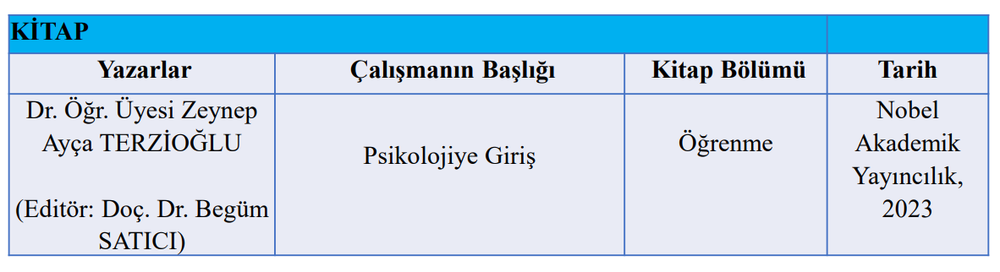 KİTAP
Yazarlar
Çalışmanın Başlığı
Kitap Bölümü
Tarih
Dr. Öğr. Üyesi Zeynep
Ayça TERZİOĞLU
(Editör: Doç. Dr. Begüm
SATICI)
Psikolojiye Giriş
Öğrenme
Nobel
Akademik
Yayıncılık,
2023